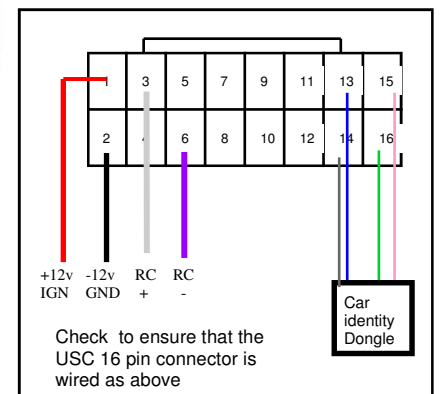 1 3 5 7 9 11 13 15
2 4 6 8 10 12 14 16
+12v -12v RC RC
IGN GND + -
Car
identity
Dongle
Check to ensure that the
USC 16 pin connector is
wired as above